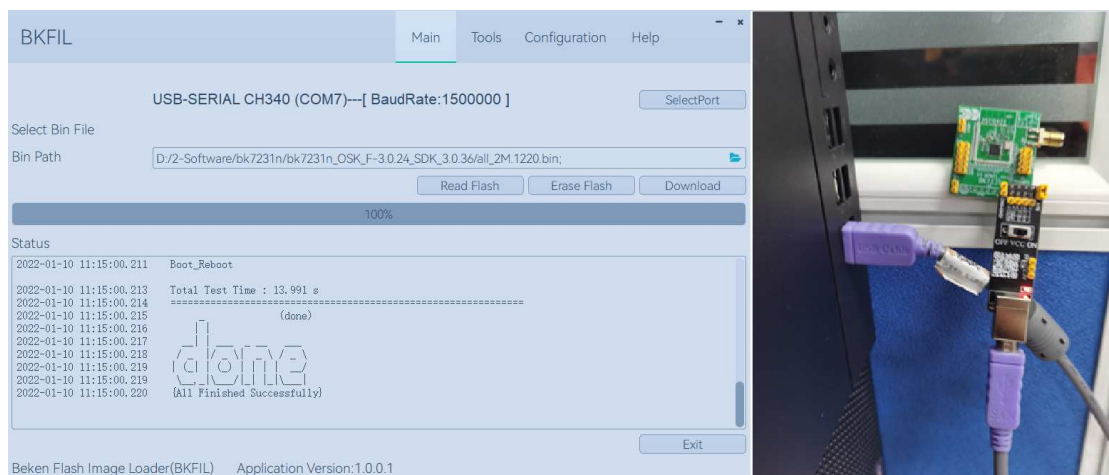 BKFIL
Main Tools Configuration Help
USB-SERIAL CH340 (COM7)---[ BaudRate:1500000 ]
SelectPort
Select Bin File
Bin Path
D:/2-Software/bk7231n/bk7231n_OSK_F-3.0.24_SDK_3.0.36/all_2M.1220.bin;
Read Flash Erase Flash Download
100%
Status
2022-01-10 11:15:00.211 Boot_Reboot
2022-01-10 11:15:00.213 Total Test Time : 13.991 s
2022-01-10 11:15:00.214 ==============================================================
2022-01-10 11:15:00.215 (done)
2022-01-10 11:15:00.216
2022-01-10 11:15:00.217
2022-01-10 11:15:00.218
2022-01-10 11:15:00.219
2022-01-10 11:15:00.219
done
2022-01-10 11:15:00.220 {All Finished Successfully}
Exit
Beken Flash Image Loader(BKFIL) Application Version:1.0.0.1
USB Cable
OFF VCC ON